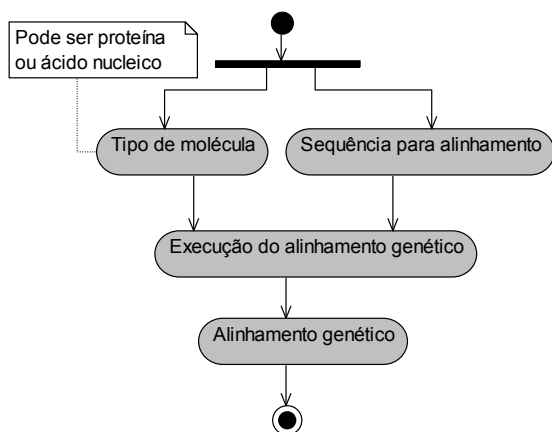 Pode ser proteína
ou ácido nucleico
Tipo de molécula
Sequência para alinhamento
Execução do alinhamento genético
Alinhamento genético